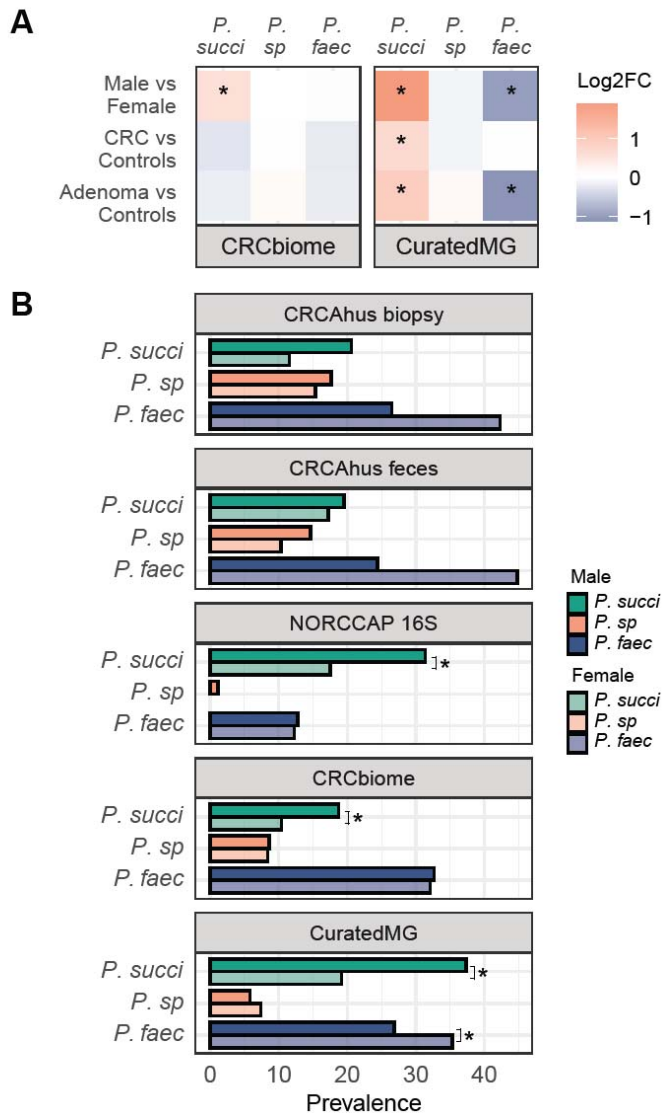 A
P. succi
P. sp
P. faec
P. succi
P. sp
P. faec
Male vs
Female
*
*
*
CRC vs
Controls
*
Adenoma vs
Controls
*
*
CRCbiome
CuratedMG
Log2FC
1
0
−1
B
CRCAhus biopsy
P. succi
P. sp
P. faec
CRCAhus feces
P. succi
P. sp
P. faec
NORCCAP 16S
P. succi
*
P. sp
P. faec
CRCbiome
P. succi
*
P. sp
P. faec
CuratedMG
P. succi
*
P. sp
P. faec
*
0 10 20 30 40
Prevalence
Male
P. succi
P. sp
P. faec
Female
P. succi
P. sp
P. faec